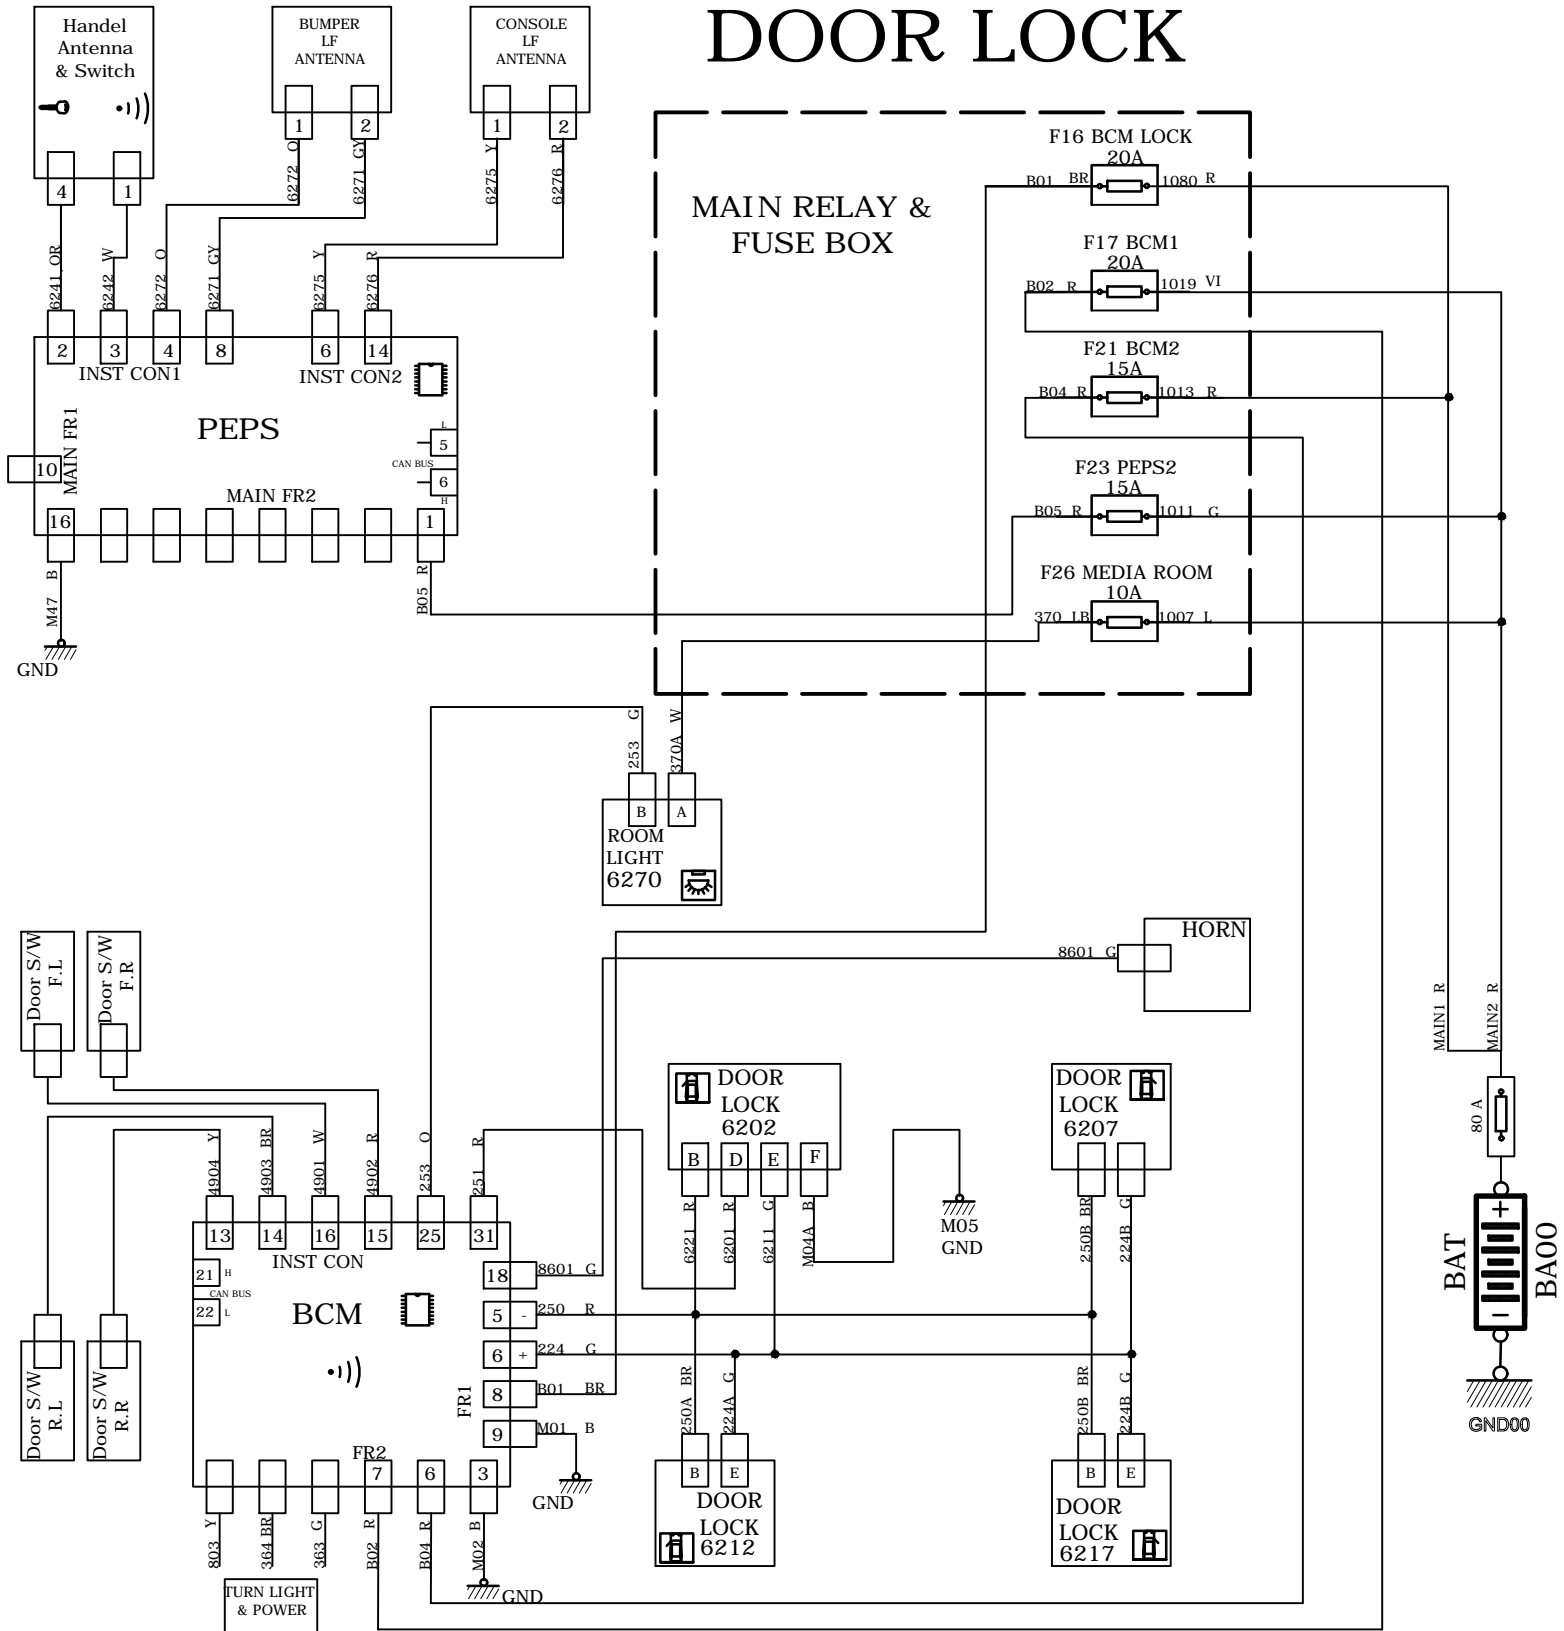 DOOR LOCK
Handel
Antenna
& Switch
4
1
BUMPER
LF
ANTENNA
1
2
CONSOLE
LF
ANTENNA
1
2
6272 O
6271 GY
6275 Y
6276 R
6241 OR
6242 W
6272 O
6271 GY
6275 Y
6276 R
2
3
4
8
6
14
INST CON1
INST CON2
PEPS
MAIN FR1
10
L
5
CAN BUS
6
H
MAIN FR2
16
1
M47 B
B05 R
GND
MAIN RELAY &
FUSE BOX
F16 BCM LOCK
20A
B01 BR
1080 R
F17 BCM1
20A
B02 R
1019 VI
F21 BCM2
15A
B04 R
1013 R
F23 PEPS2
15A
B05 R
1011 G
F26 MEDIA ROOM
10A
370 LB
1007 L
253 G
370A W
B
A
ROOM
LIGHT
6270
HORN
8601 G
MAIN1 R
MAIN2 R
80 A
+
BAT
BA00
−
GND00
Door S/W
F.L
Door S/W
F.R
4904 Y
4903 BR
4901 W
4902 R
253 O
251 R
13
14
16
15
25
31
INST CON
21 H
CAN BUS
22 L
BCM
18
8601 G
5 -
250 R
6 +
224 G
8
B01 BR
9
M01 B
FR1
GND
Door S/W
R.L
Door S/W
R.R
FR2
7
6
3
803 Y
364 BR
363 G
B02 R
B04 R
M02 B
GND
TURN LIGHT
& POWER
DOOR
LOCK
6202
B
D
E
F
6221 R
6201 R
6211 G
M04A B
M05
GND
DOOR
LOCK
6207
250B BR
224B G
250A BR
224A G
250B BR
224B G
B
E
DOOR
LOCK
6212
B
E
DOOR
LOCK
6217